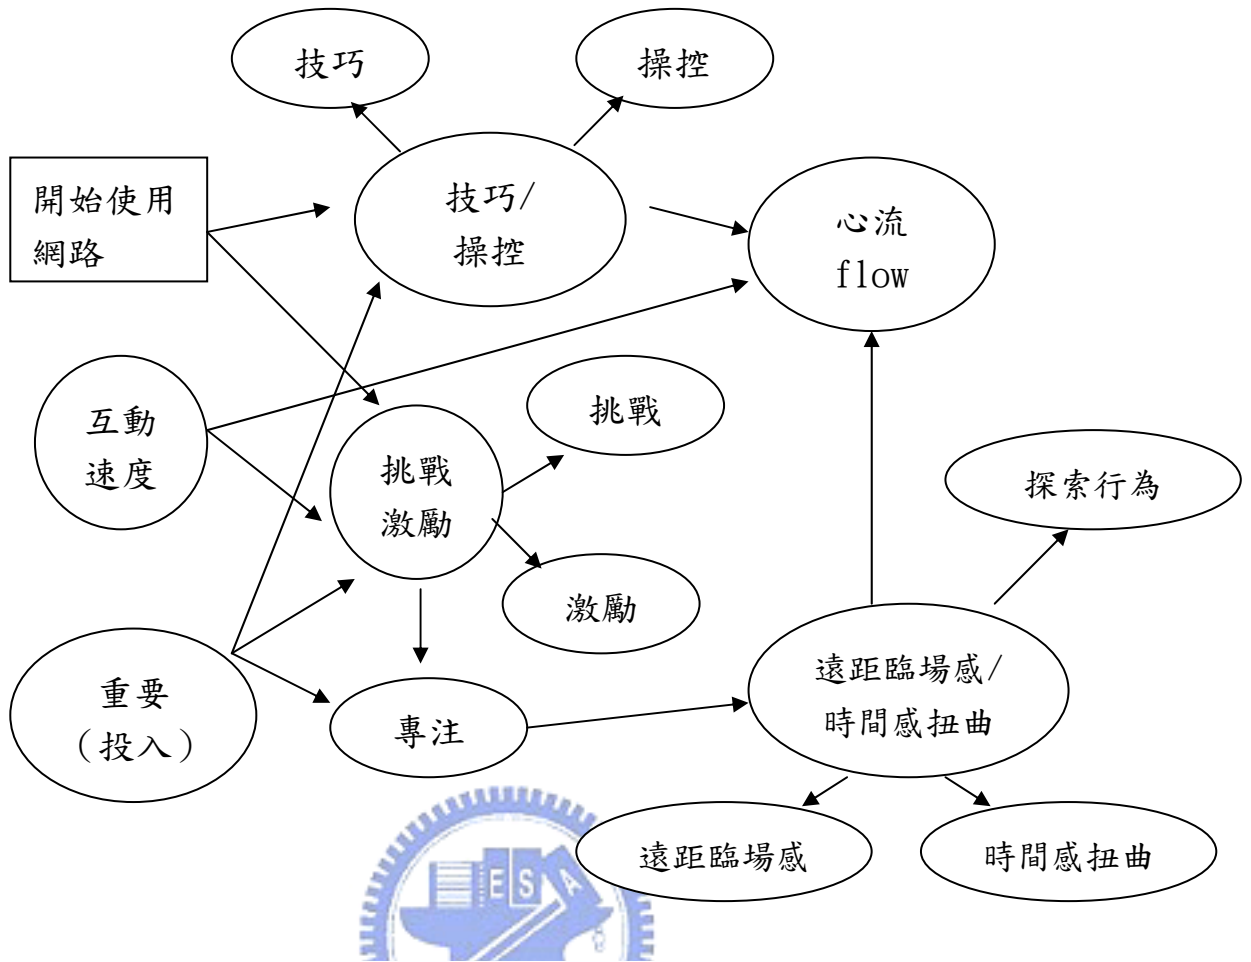 技巧
操控
開始使用
網路
技巧/
操控
心流
flow
互動
速度
挑戰
激勵
挑戰
激勵
探索行為
重要
（投入）
專注
遠距臨場感/
時間感扭曲
遠距臨場感
時間感扭曲
E S A